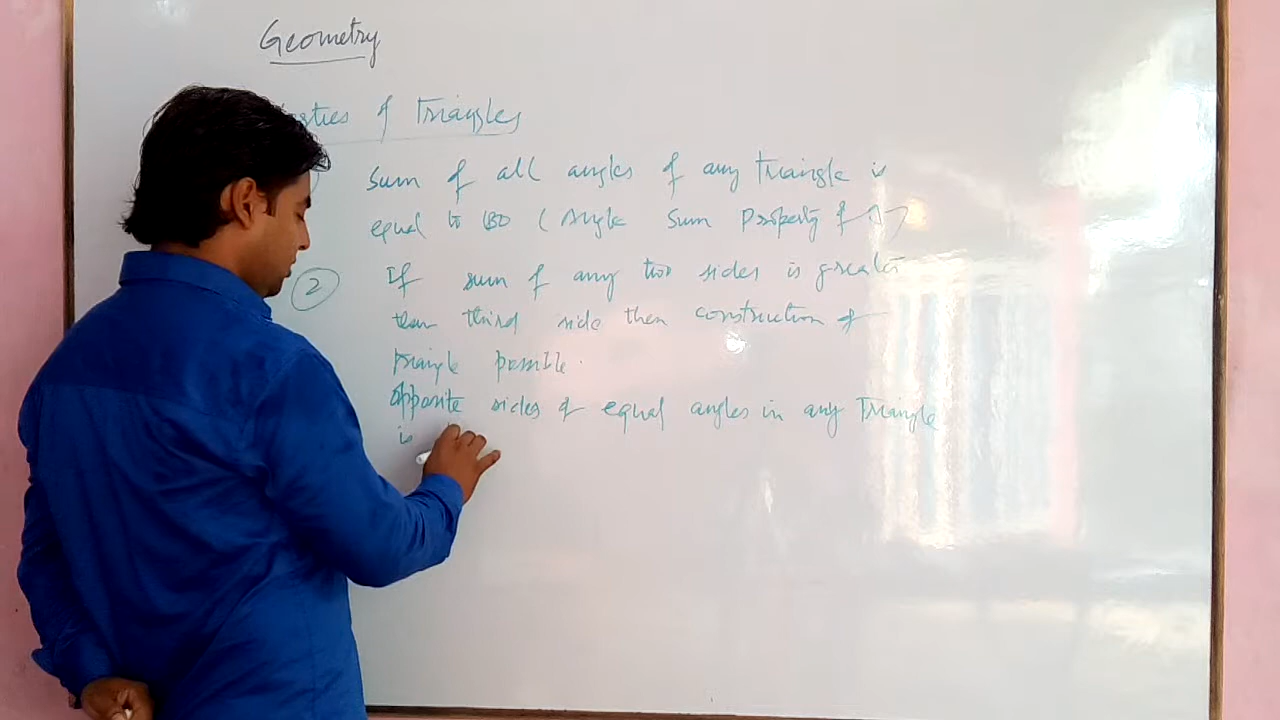 Geometry
of Triangles
Sum of all angles of any triangle is
equal to 180 (Angle Sum Property of Δ)
2 If sum of any two sides is greater
than third side then construction of
triangle possible.
Opposite sides of equal angles in any Triangle
is